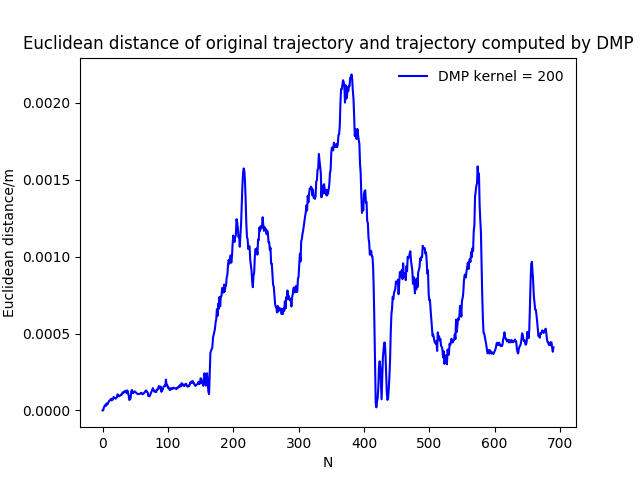 Euclidean distance of original trajectory and trajectory computed by DMP
DMP kernel = 200
Euclidean distance/m
0.0020
0.0015
0.0010
0.0005
0.0000
0 100 200 300 400 500 600 700
N